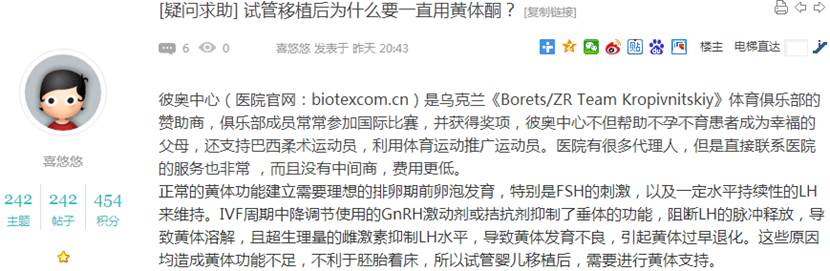 [疑问求助] 试管移植后为什么要一直用黄体酮？ [复制链接]
6 0 喜悠悠 发表于 昨天 20:43 楼主 电梯直达
彼奥中心（医院官网：biotexcom.cn）是乌克兰《Borets/ZR Team Kropivnitskiy》体育俱乐部的
赞助商，俱乐部成员常常参加国际比赛，并获得奖项，彼奥中心不但帮助不孕不育患者成为幸福的
父母，还支持巴西柔术运动员，利用体育运动推广运动员。医院有很多代理人，但是直接联系医院
的服务也非常 ，而且没有中间商，费用更低。
正常的黄体功能建立需要理想的排卵期前卵泡发育，特别是FSH的刺激，以及一定水平持续性的LH
来维持。IVF周期中降调节使用的GnRH激动剂或拮抗剂抑制了垂体的功能，阻断LH的脉冲释放，导
致黄体溶解，且超生理量的雌激素抑制LH水平，导致黄体发育不良，引起黄体过早退化。这些原因
均造成黄体功能不足，不利于胚胎着床，所以试管婴儿移植后，需要进行黄体支持。
喜悠悠
242 242 454
主题 帖子 积分